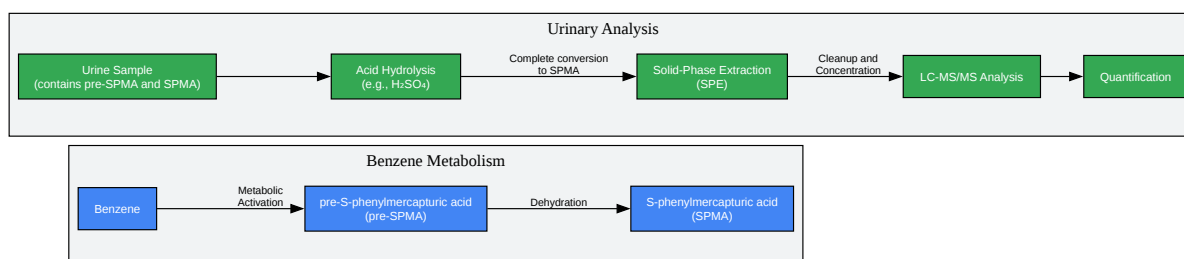 Urinary Analysis
Urine Sample
(contains pre-SPMA and SPMA)
Acid Hydrolysis
(e.g., H₂SO₄)
Complete conversion
to SPMA
Solid-Phase Extraction
(SPE)
Cleanup and
Concentration
LC-MS/MS Analysis
Quantification
Benzene Metabolism
Benzene
Metabolic
Activation
pre-S-phenylmercapturic acid
(pre-SPMA)
Dehydration
S-phenylmercapturic acid
(SPMA)